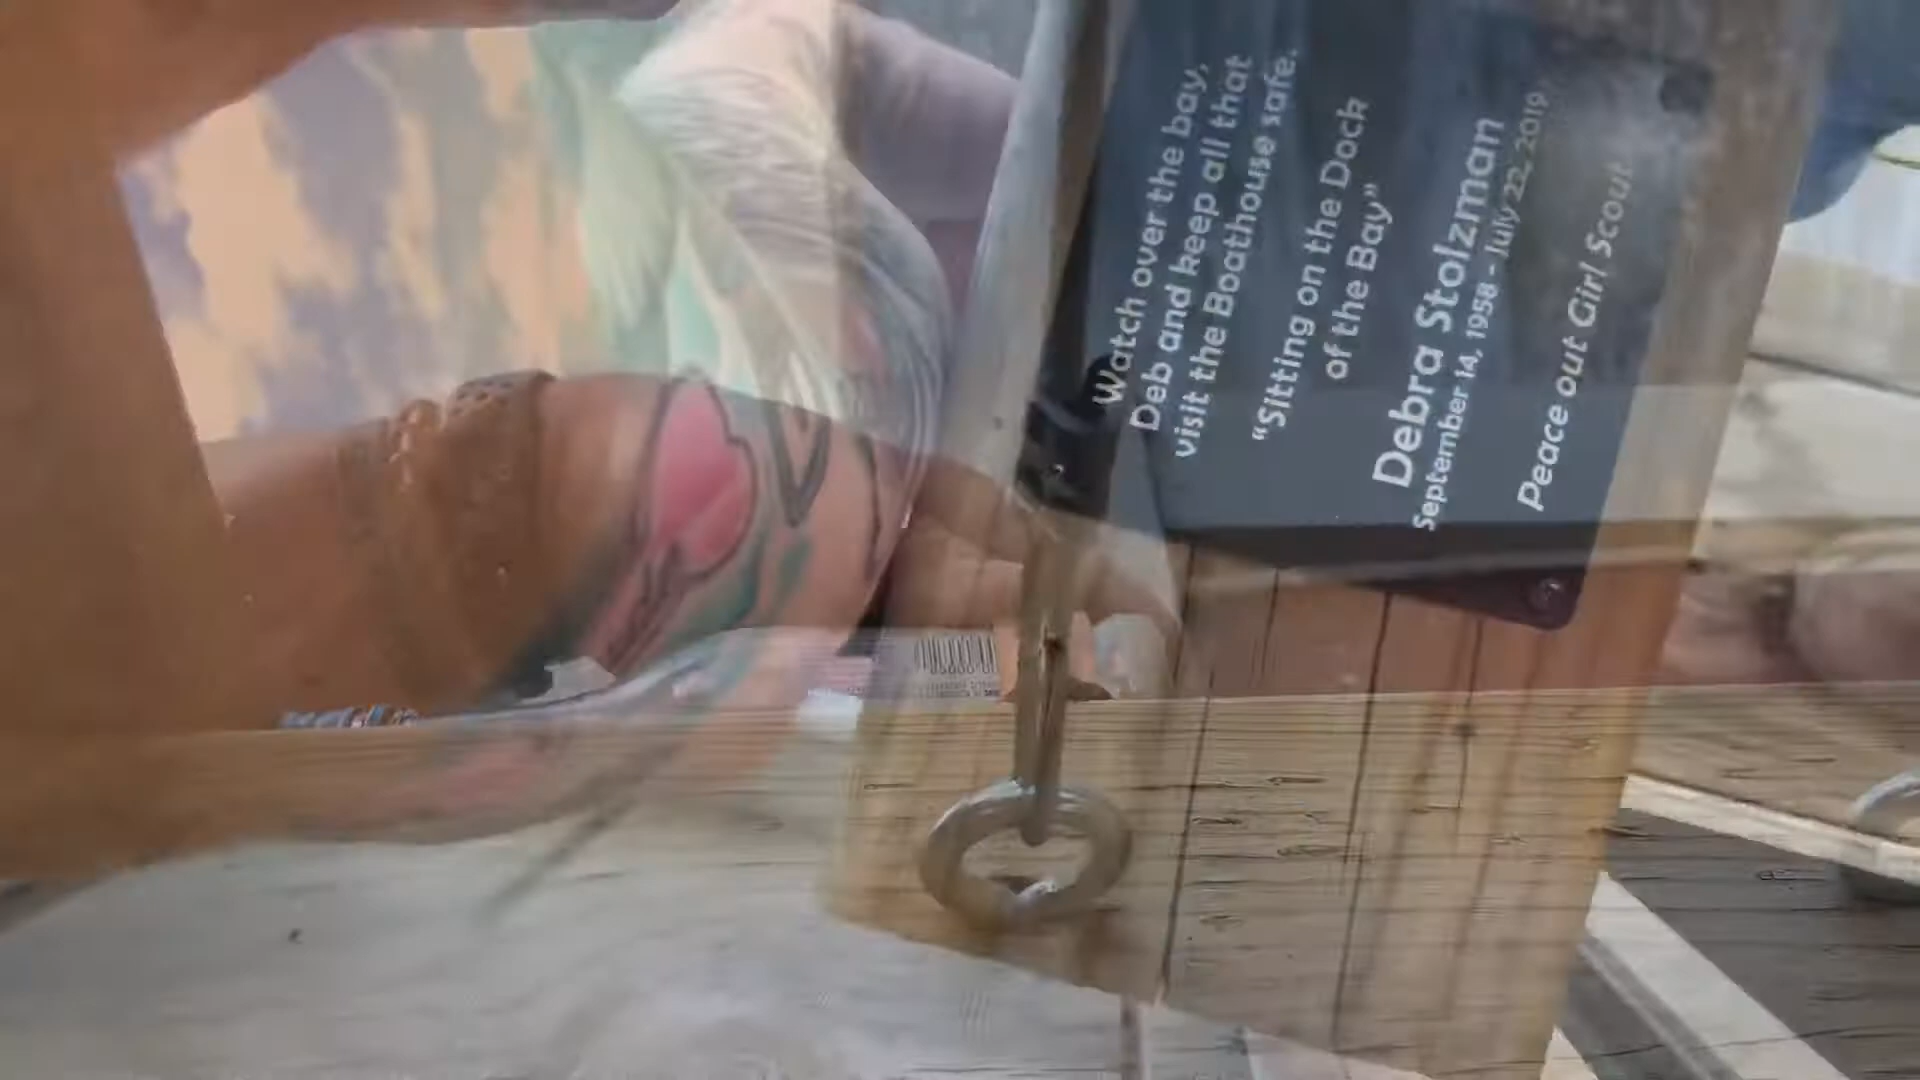 Watch over the bay,
Deb and keep all that
visit the Boathouse safe.
“Sitting on the Dock
of the Bay”
Debra Stolzman
September 14, 1958 - July 22, 2019
Peace out Girl Scout